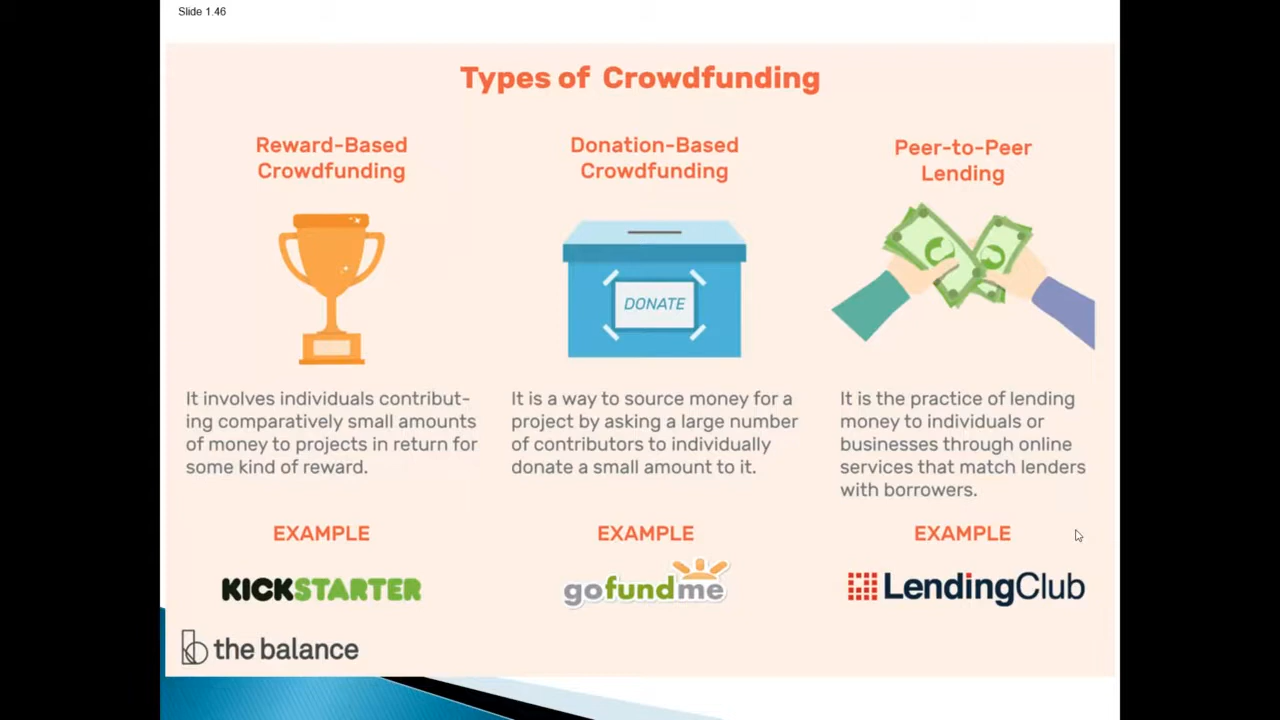 Slide 1.46
Types of Crowdfunding
Reward-Based
Crowdfunding
It involves individuals contribut-
ing comparatively small amounts
of money to projects in return for
some kind of reward.
EXAMPLE
KICKSTARTER
Donation-Based
Crowdfunding
DONATE
It is a way to source money for a
project by asking a large number
of contributors to individually
donate a small amount to it.
EXAMPLE
gofundme
Peer-to-Peer
Lending
It is the practice of lending
money to individuals or
businesses through online
services that match lenders
with borrowers.
EXAMPLE
LendingClub
the balance